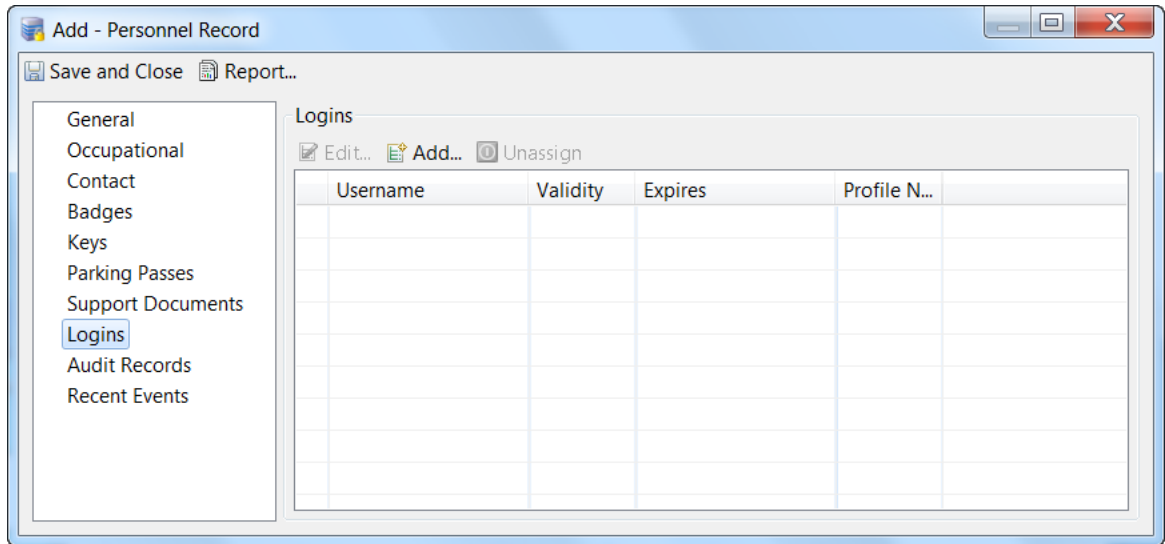 Add - Personnel Record
Save and Close Report...
General
Occupational
Contact
Badges
Keys
Parking Passes
Support Documents
Logins
Audit Records
Recent Events
Logins
Edit... Add... Unassign
Username Validity Expires Profile N...